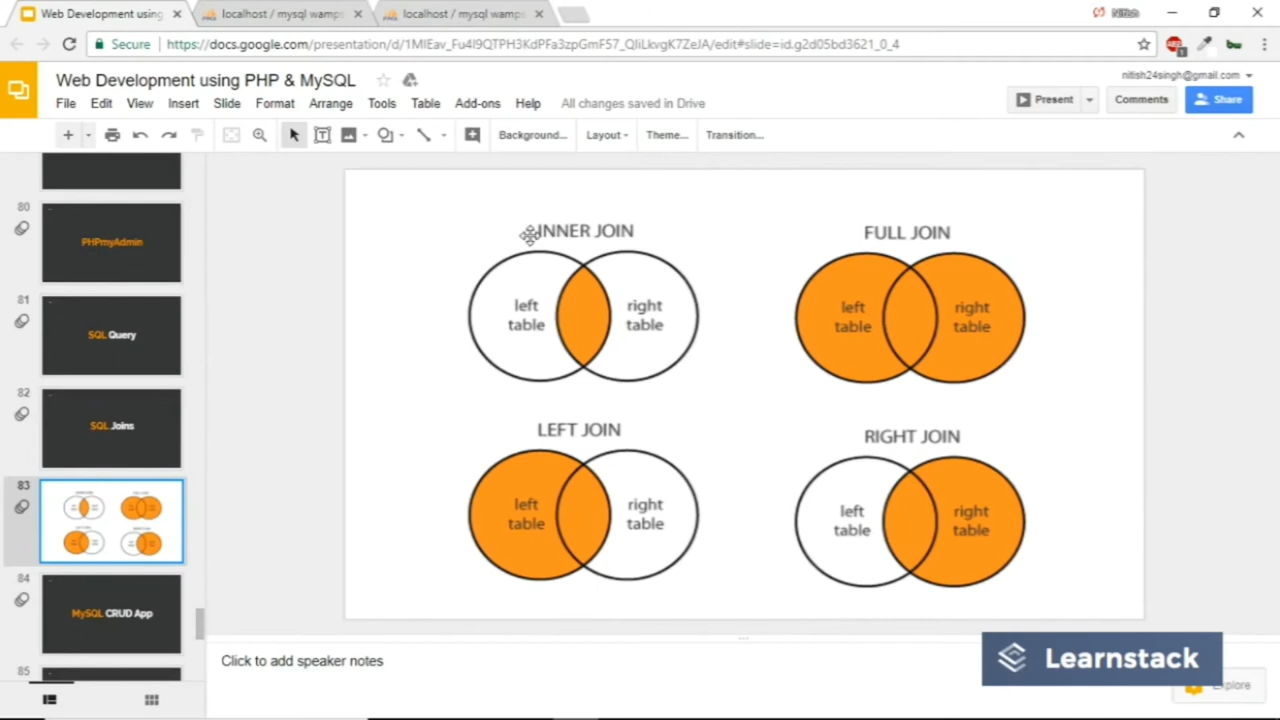 Web Development using
localhost / mysql wamps
localhost / mysql wamps
Nitish
Secure
https://docs.google.com/presentation/d/1MIEav_Fu4I9QTPH3KdPFa3zpGmF57_QIiLkvgK7ZeJA/edit#slide=id.g2d05bd3621_0_4
Web Development using PHP & MySQL
nitish24singh@gmail.com
File Edit View Insert Slide Format Arrange Tools Table Add-ons Help All changes saved in Drive
Present
Comments
Share
Background...
Layout
Theme...
Transition...
80
PHPmyAdmin
81
SQL Query
82
SQL Joins
83
84
MySQL CRUD App
85
INNER JOIN
left
table
right
table
FULL JOIN
left
table
right
table
LEFT JOIN
left
table
right
table
RIGHT JOIN
left
table
right
table
Click to add speaker notes
Learnstack